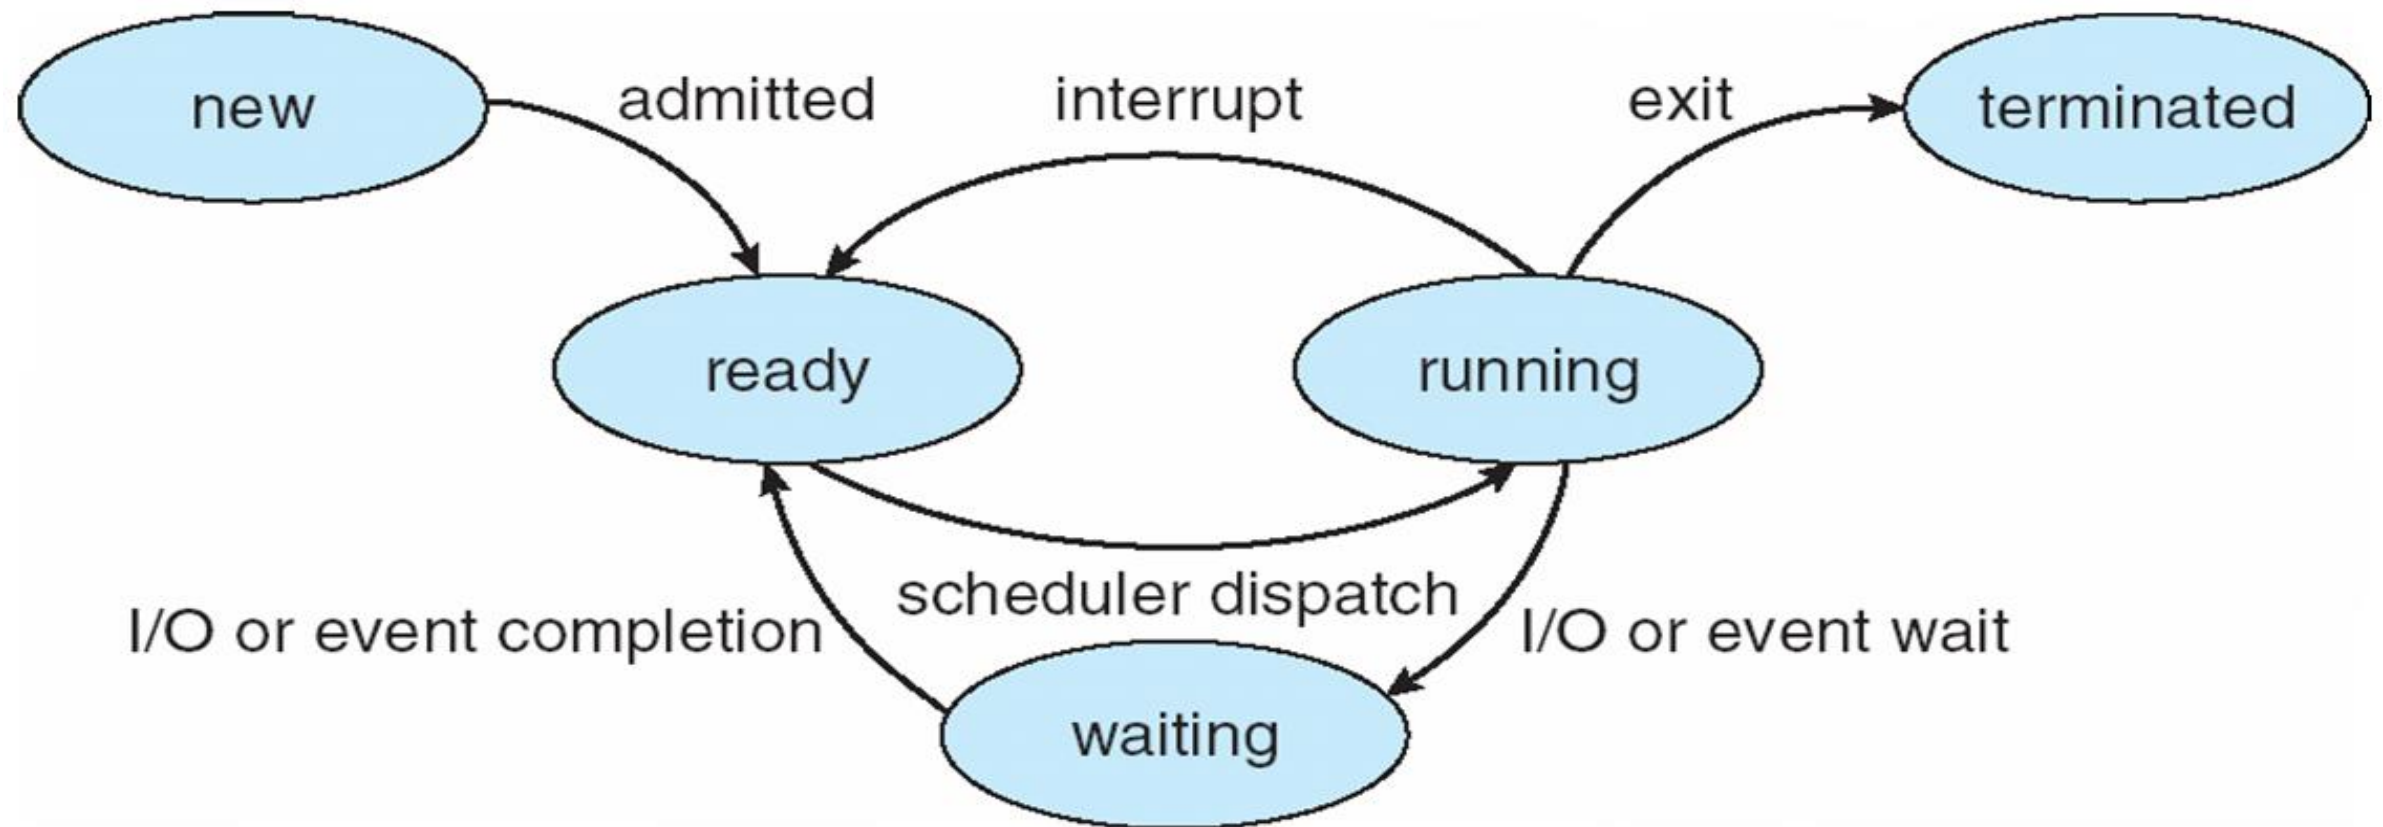 new
admitted
interrupt
exit
terminated
ready
running
scheduler dispatch
I/O or event completion
I/O or event wait
waiting